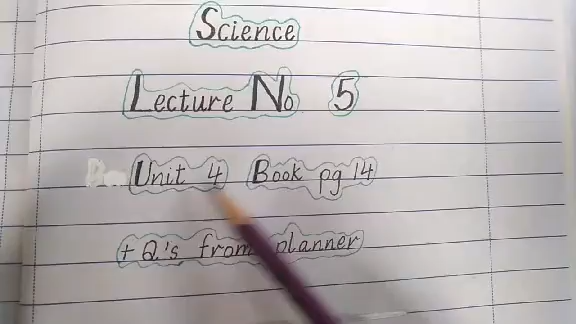 Science
Lecture No 5
Unit 4 Book pg 14
+ Q.'s from planner